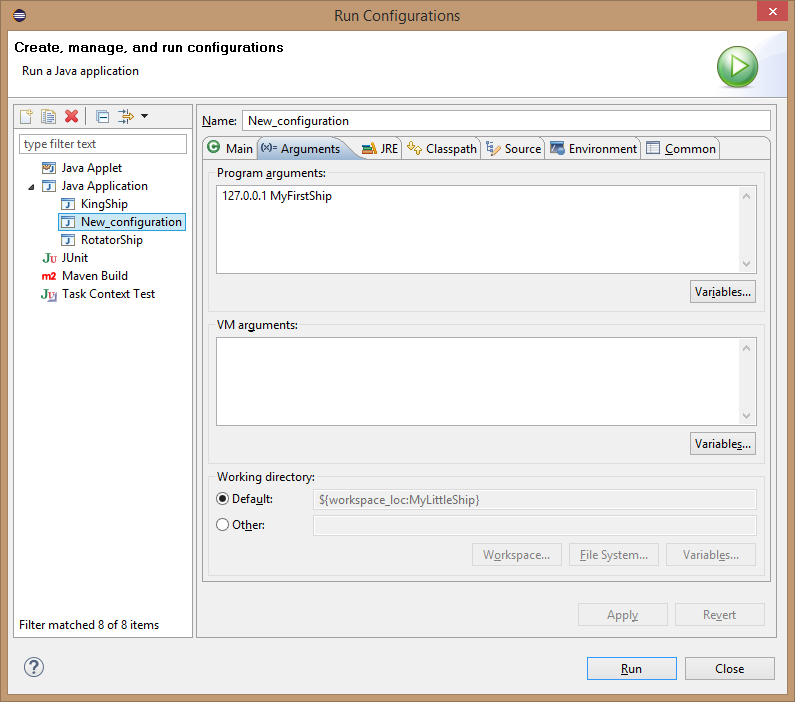 Run Configurations
Create, manage, and run configurations
Run a Java application
type filter text
Java Applet
Java Application
KingShip
New_configuration
RotatorShip
JUnit
Maven Build
Task Context Test
Filter matched 8 of 8 items
Name: New_configuration
Main (x)= Arguments JRE Classpath Source Environment Common
Program arguments:
127.0.0.1 MyFirstShip
Variables...
VM arguments:
Variables...
Working directory:
Default: ${workspace_loc:MyLittleShip}
Other:
Workspace... File System... Variables...
Apply Revert
Run Close